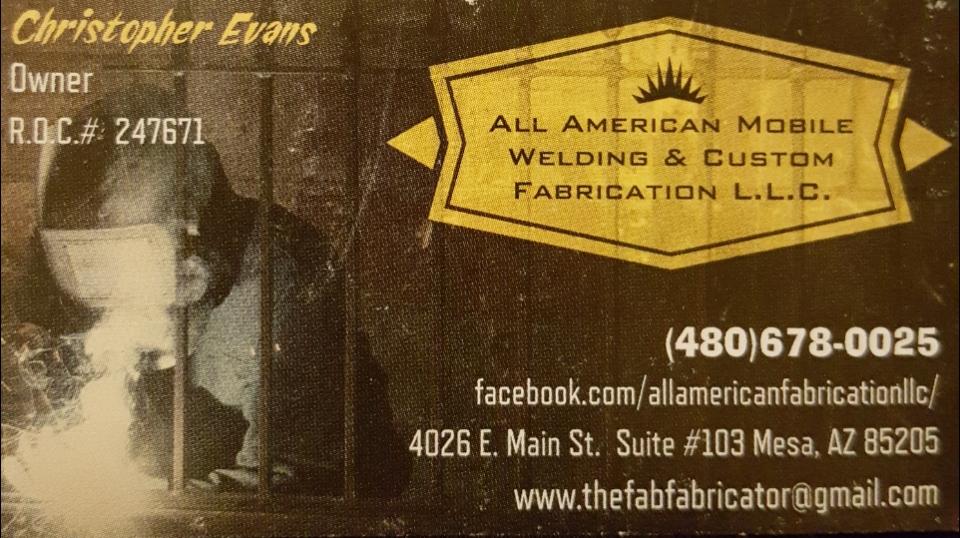 Christopher Evans
Owner
R.O.C.#: 247671
All American Mobile
Welding & Custom
Fabrication L.L.C.
(480)678-0025
facebook.com/allamericanfabricationllc/
4026 E. Main St. Suite #103 Mesa, AZ 85205
www.thefabfabricator@gmail.com